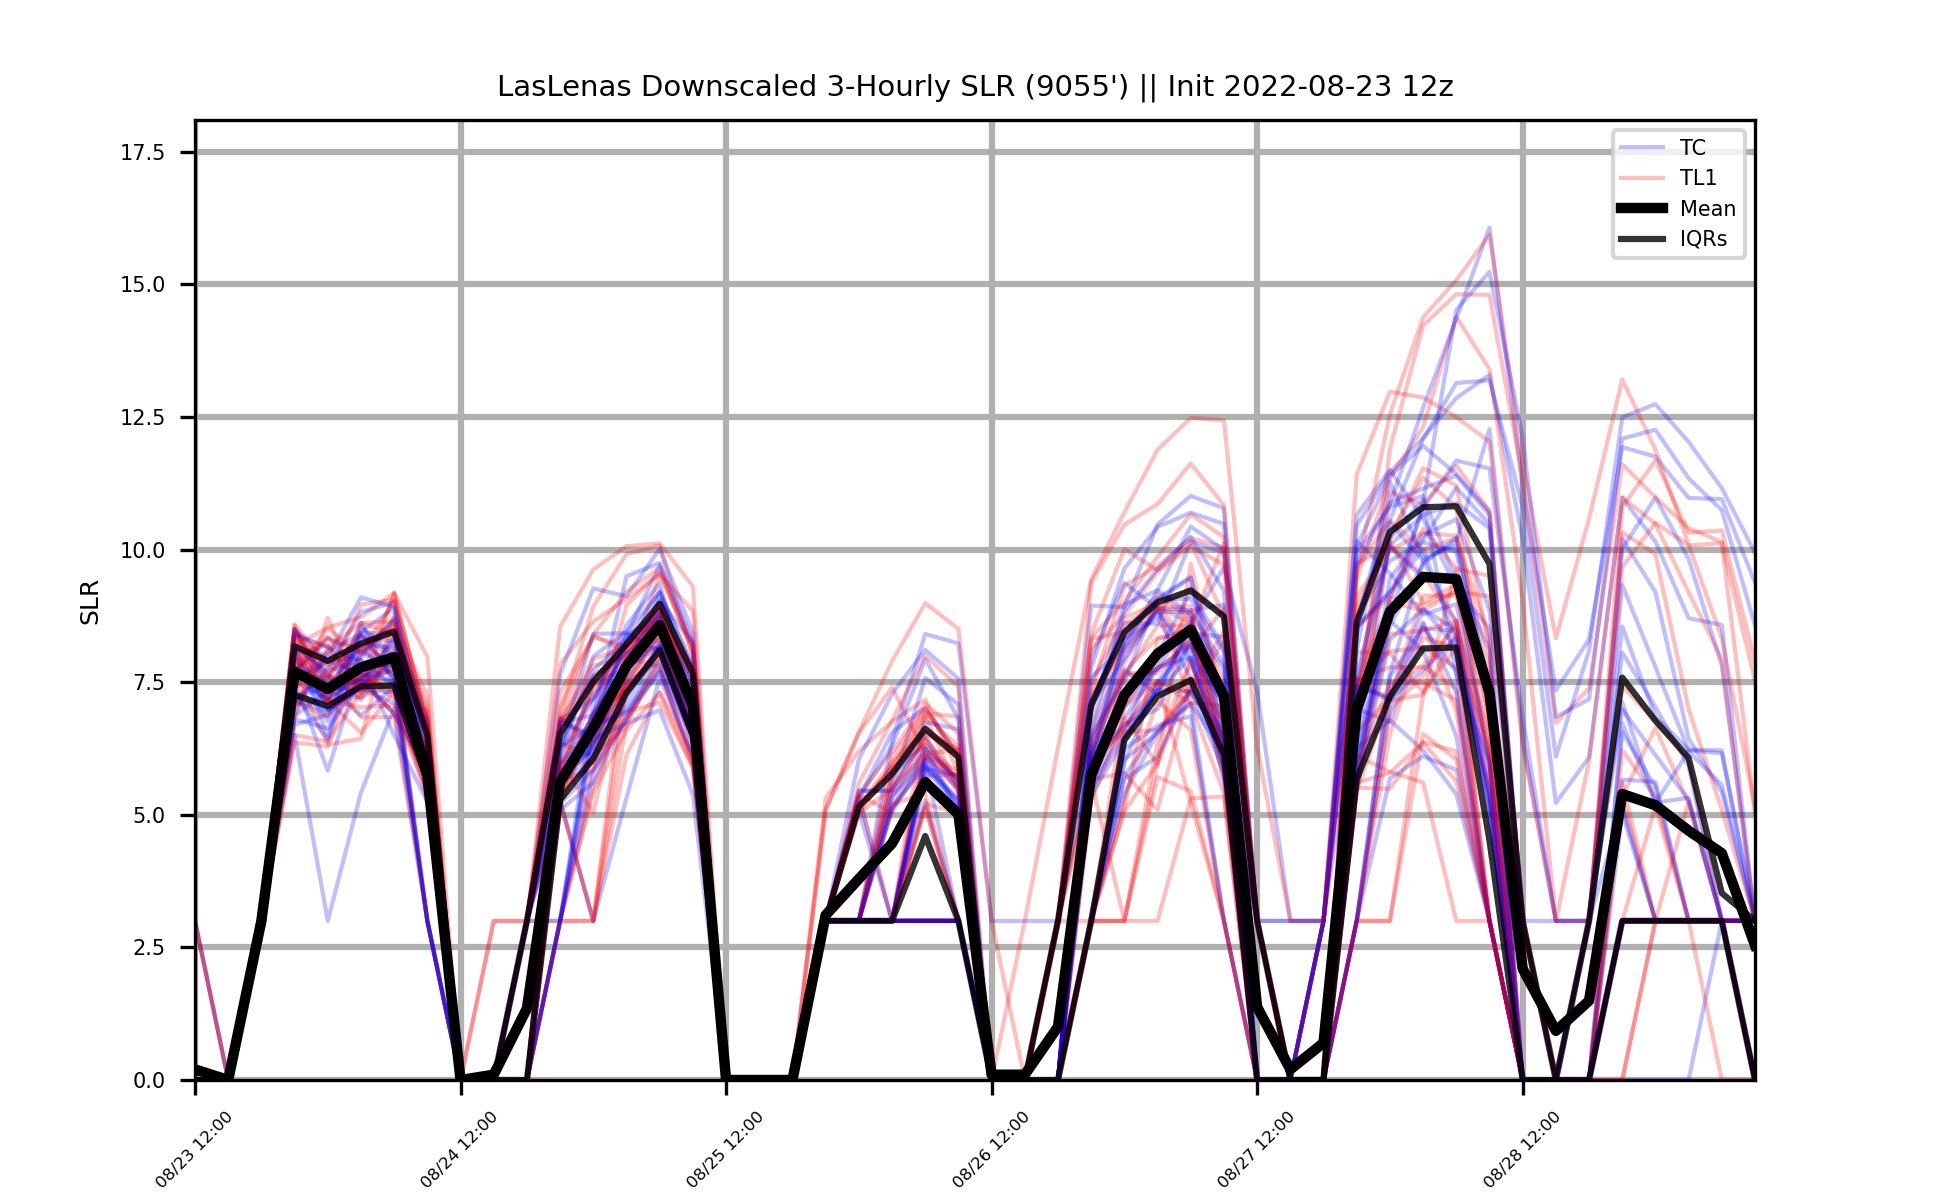 LasLenas Downscaled 3-Hourly SLR (9055') || Init 2022-08-23 12z
TC
TL1
Mean
IQRs
SLR
17.5
15.0
12.5
10.0
7.5
5.0
2.5
0.0
08/23 12:00
08/24 12:00
08/25 12:00
08/26 12:00
08/27 12:00
08/28 12:00